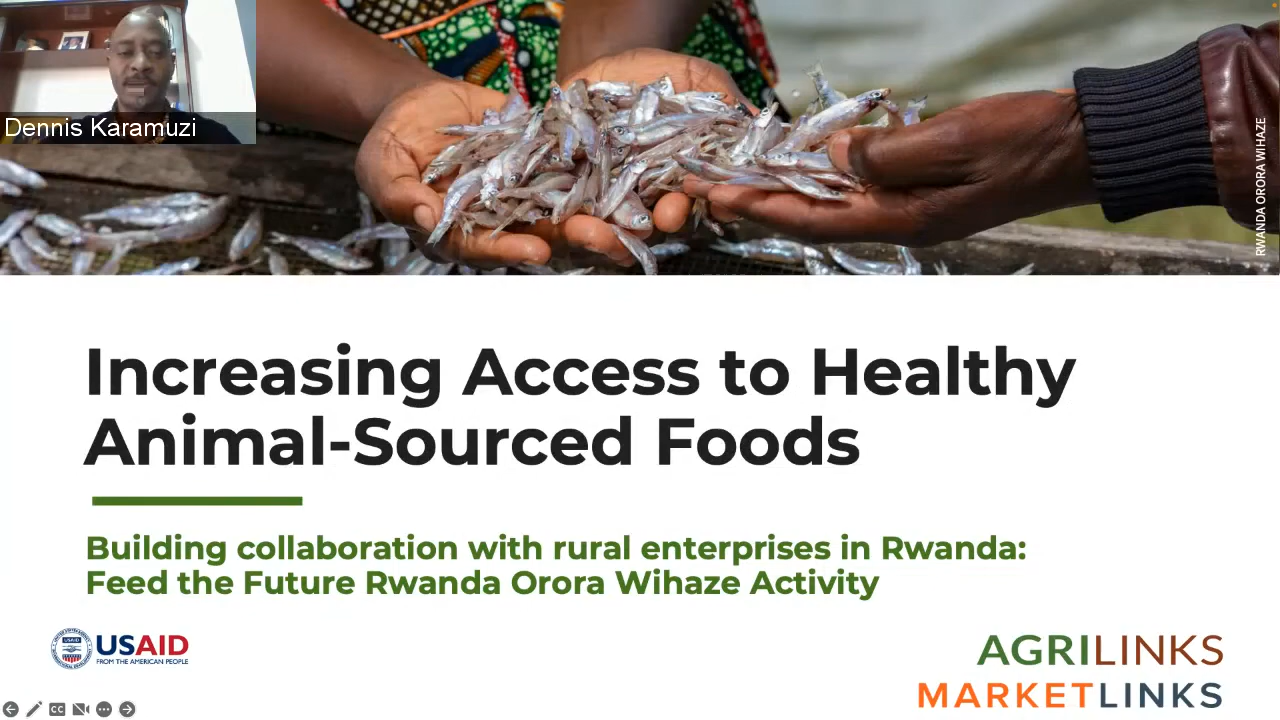 Dennis Karamuzi
RWANDA ORORA WIHAZE
Increasing Access to Healthy
Animal-Sourced Foods
Building collaboration with rural enterprises in Rwanda:
Feed the Future Rwanda Orora Wihaze Activity
USAID
FROM THE AMERICAN PEOPLE
AGRILINKS
MARKETLINKS
CC